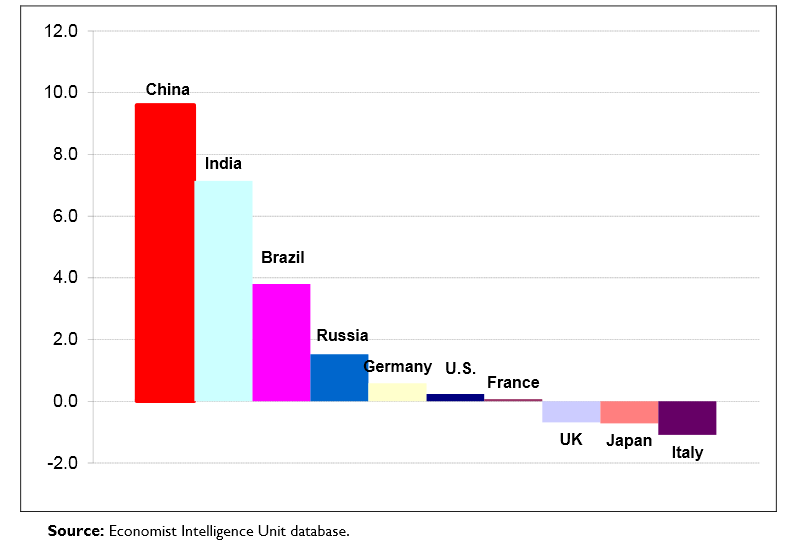 12.0
10.0
8.0
6.0
4.0
2.0
0.0
-2.0
China
India
Brazil
Russia
Germany
U.S.
France
UK
Japan
Italy
Source: Economist Intelligence Unit database.